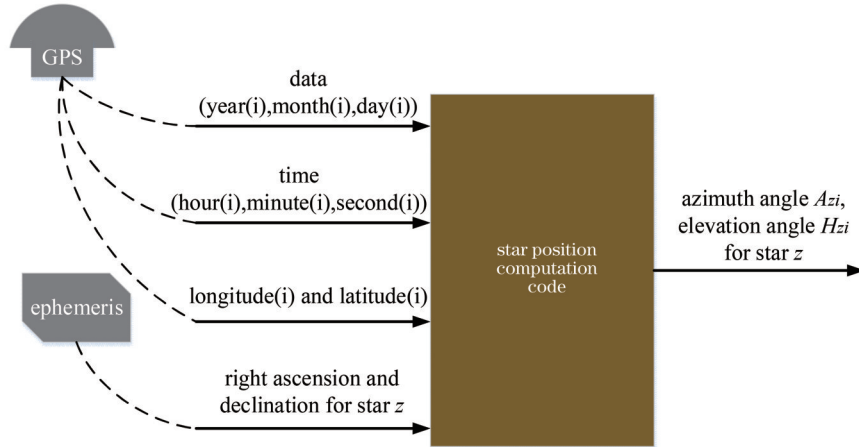 GPS
data
(year(i),month(i),day(i))
time
(hour(i),minute(i),second(i))
longitude(i) and latitude(i)
ephemeris
right ascension and
declination for star z
star position
computation
code
azimuth angle Azi,
elevation angle Hzi
for star z